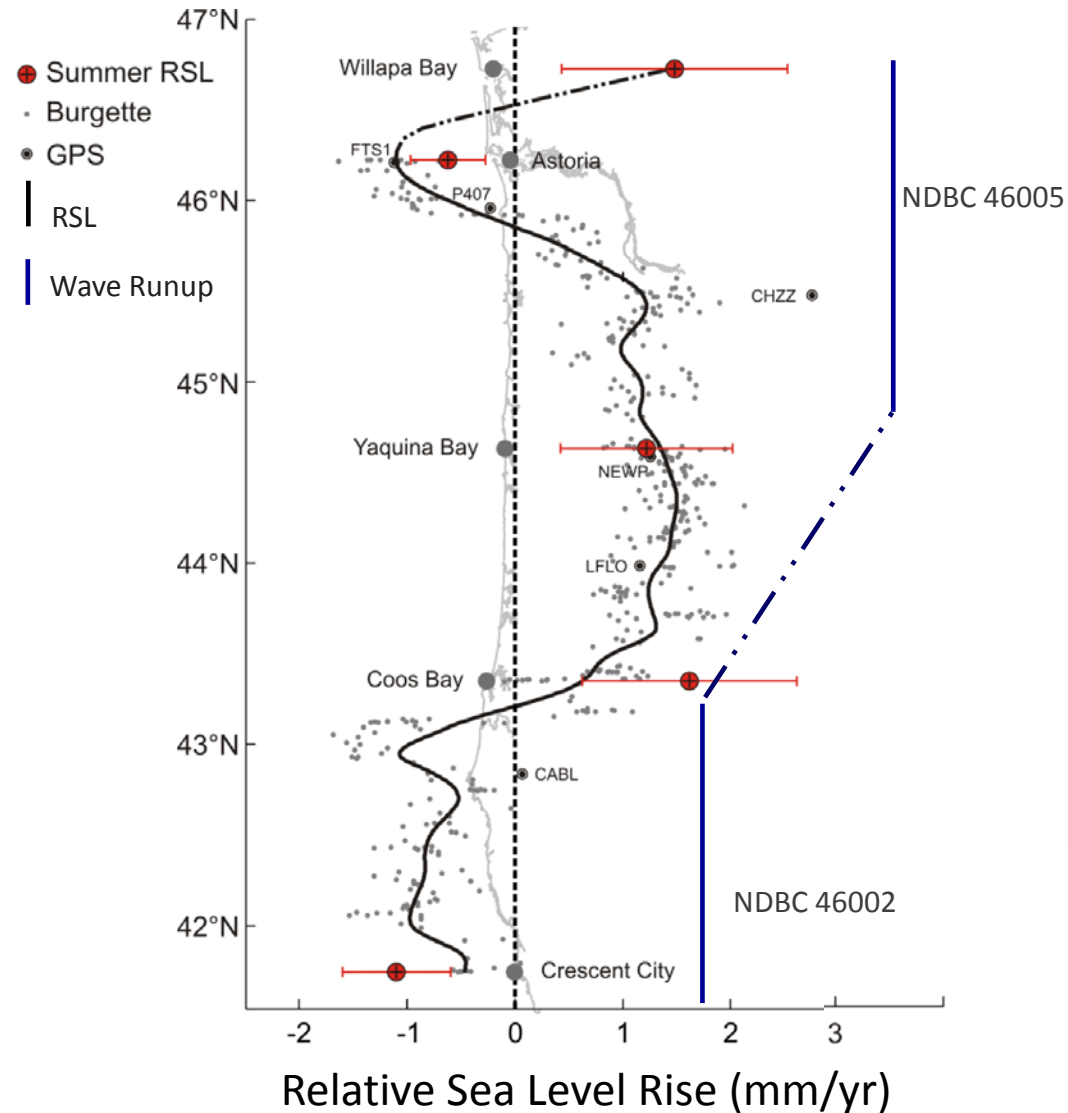 47°N
Summer RSL
Willapa Bay
Burgette
GPS
FTS1
Astoria
RSL
P407
46°N
NDBC 46005
Wave Runup
CHZZ
45°N
Yaquina Bay
NEWP
44°N
LFLO
Coos Bay
43°N
CABL
NDBC 46002
42°N
Crescent City
-2 -1 0 1 2 3
Relative Sea Level Rise (mm/yr)